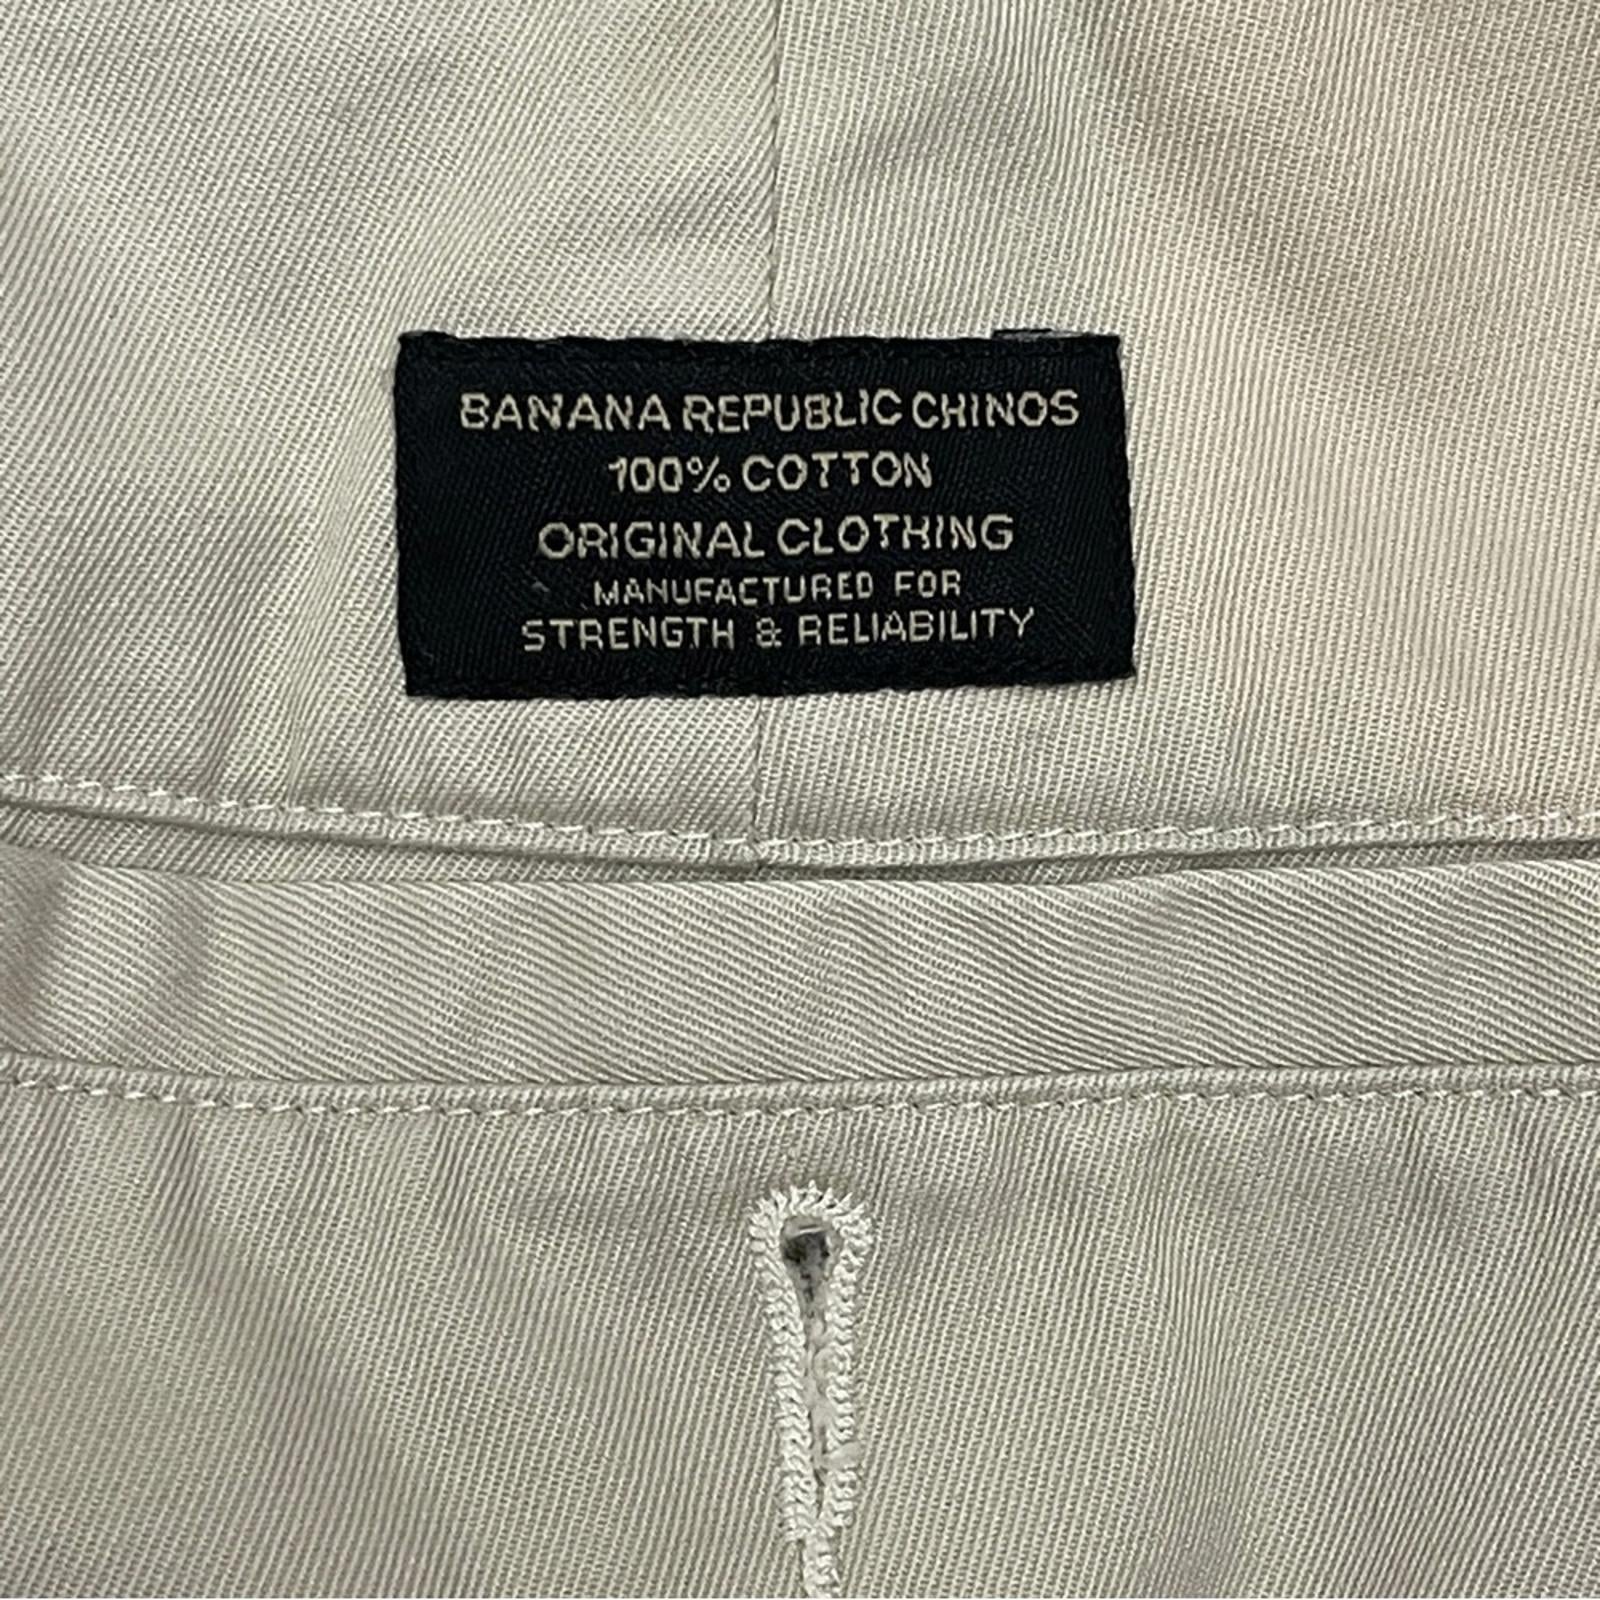 BANANA REPUBLIC CHINOS
100% COTTON
ORIGINAL CLOTHING
MANUFACTURED FOR
STRENGTH & RELIABILITY